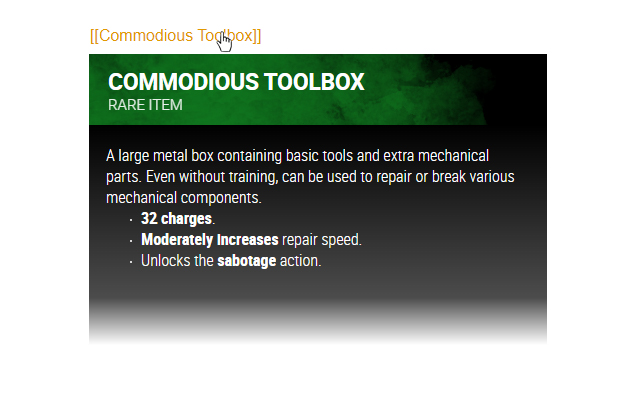 [[Commodious Toolbox]]
COMMODIOUS TOOLBOX
RARE ITEM
A large metal box containing basic tools and extra mechanical
parts. Even without training, can be used to repair or break various
mechanical components.
· 32 charges.
· Moderately Increases repair speed.
· Unlocks the sabotage action.